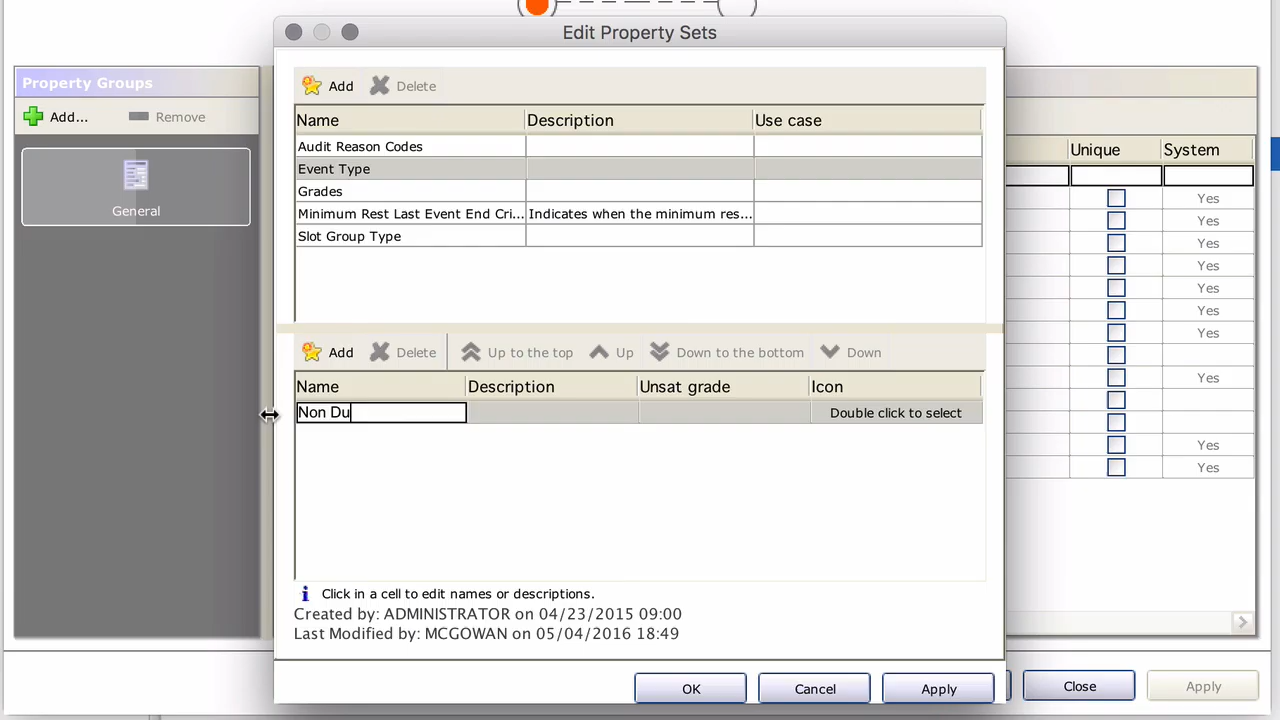 Edit Property Sets
Property Groups
Add...
Remove
General
Add
Delete
Name Description Use case
Audit Reason Codes
Event Type
Grades
Minimum Rest Last Event End Cri... Indicates when the minimum res...
Slot Group Type
Add
Delete
Up to the top
Up
Down to the bottom
Down
Name Description Unsat grade Icon
Non Du Double click to select
Click in a cell to edit names or descriptions.
Created by: ADMINISTRATOR on 04/23/2015 09:00
Last Modified by: MCGOWAN on 05/04/2016 18:49
OK
Cancel
Apply
Unique System
Yes
Yes
Yes
Yes
Yes
Yes
Yes
Yes
Yes
Yes
Close
Apply